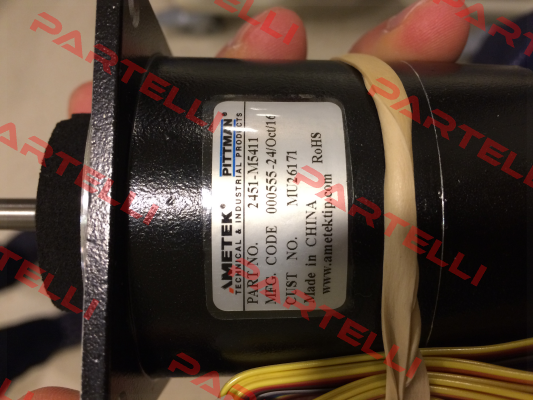 AMETEK® PITTMAN®
TECHNICAL & INDUSTRIAL PRODUCTS
PART NO. 2451-M5411
MFG. CODE 000555-24/Oct/16
CUST NO. MU26171
Made in CHINA RoHS
www.ametektip.com
PARTELLI
PARTELLI
PARTELLI
PARTELLI
PARTELLI
PARTELLI